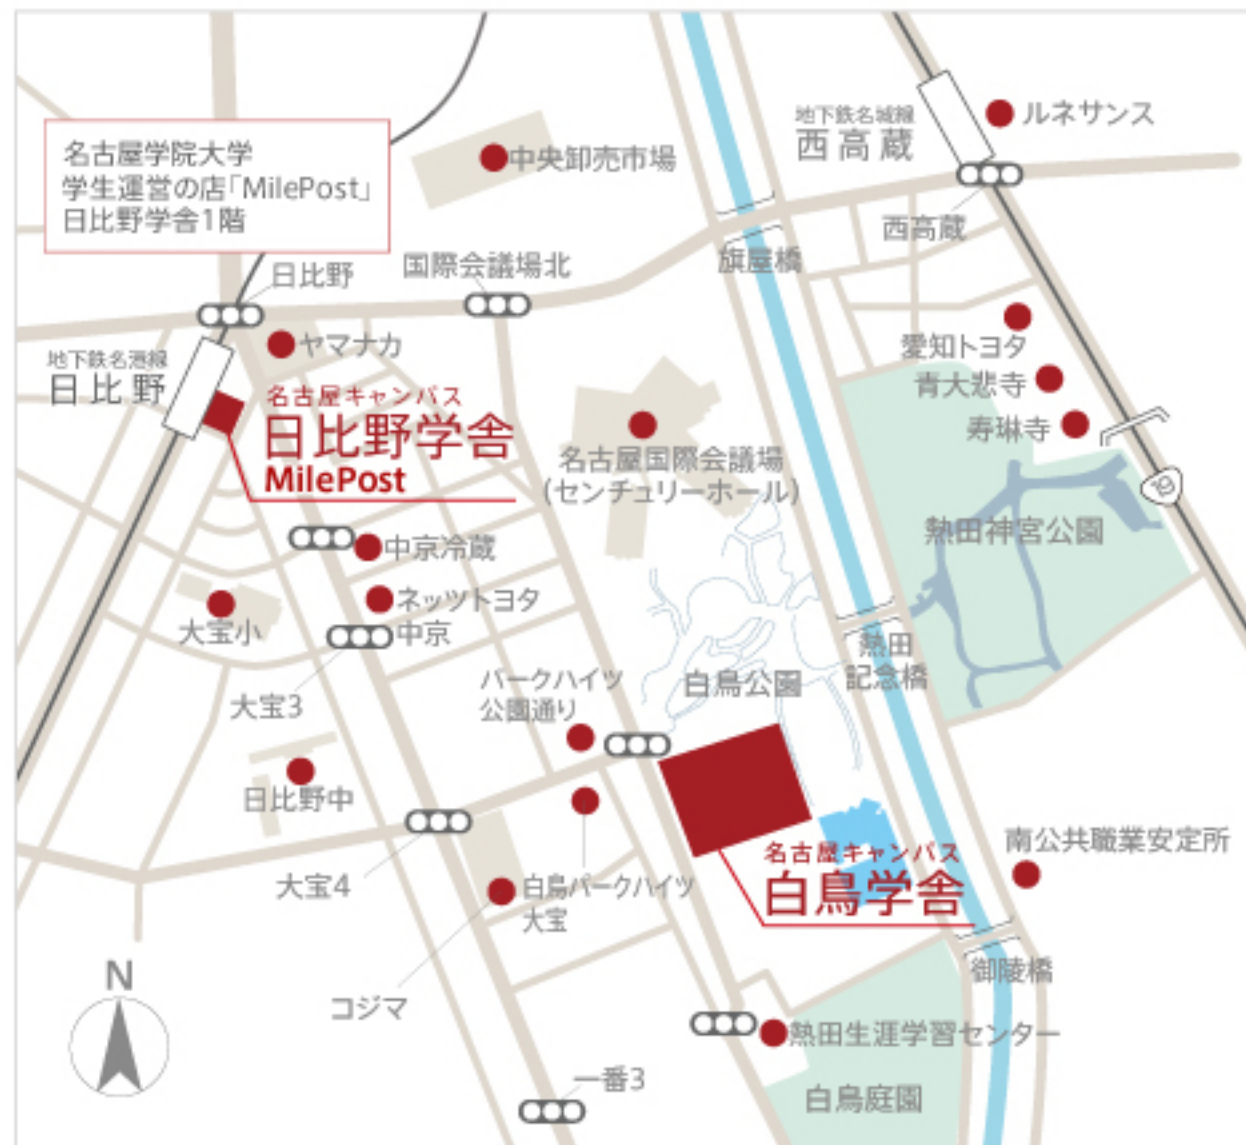 名古屋学院大学
学生運営の店「MilePost」
日比野学舎1階
中央卸売市場
地下鉄名城線
西高蔵
ルネサンス
西高蔵
旗屋橋
日比野
国際会議場北
ヤマナカ
地下鉄名港線
日比野
名古屋キャンパス
日比野学舎
MilePost
愛知トヨタ
青大悲寺
寿琳寺
19
名古屋国際会議場
(センチュリーホール)
熱田神宮公園
中京冷蔵
ネッツトヨタ
中京
大宝小
大宝3
パークハイツ
公園通り
白鳥公園
熱田
記念橋
日比野中
大宝4
白鳥パークハイツ
大宝
名古屋キャンパス
白鳥学舎
南公共職業安定所
御陵橋
コジマ
熱田生涯学習センター
白鳥庭園
一番3
N